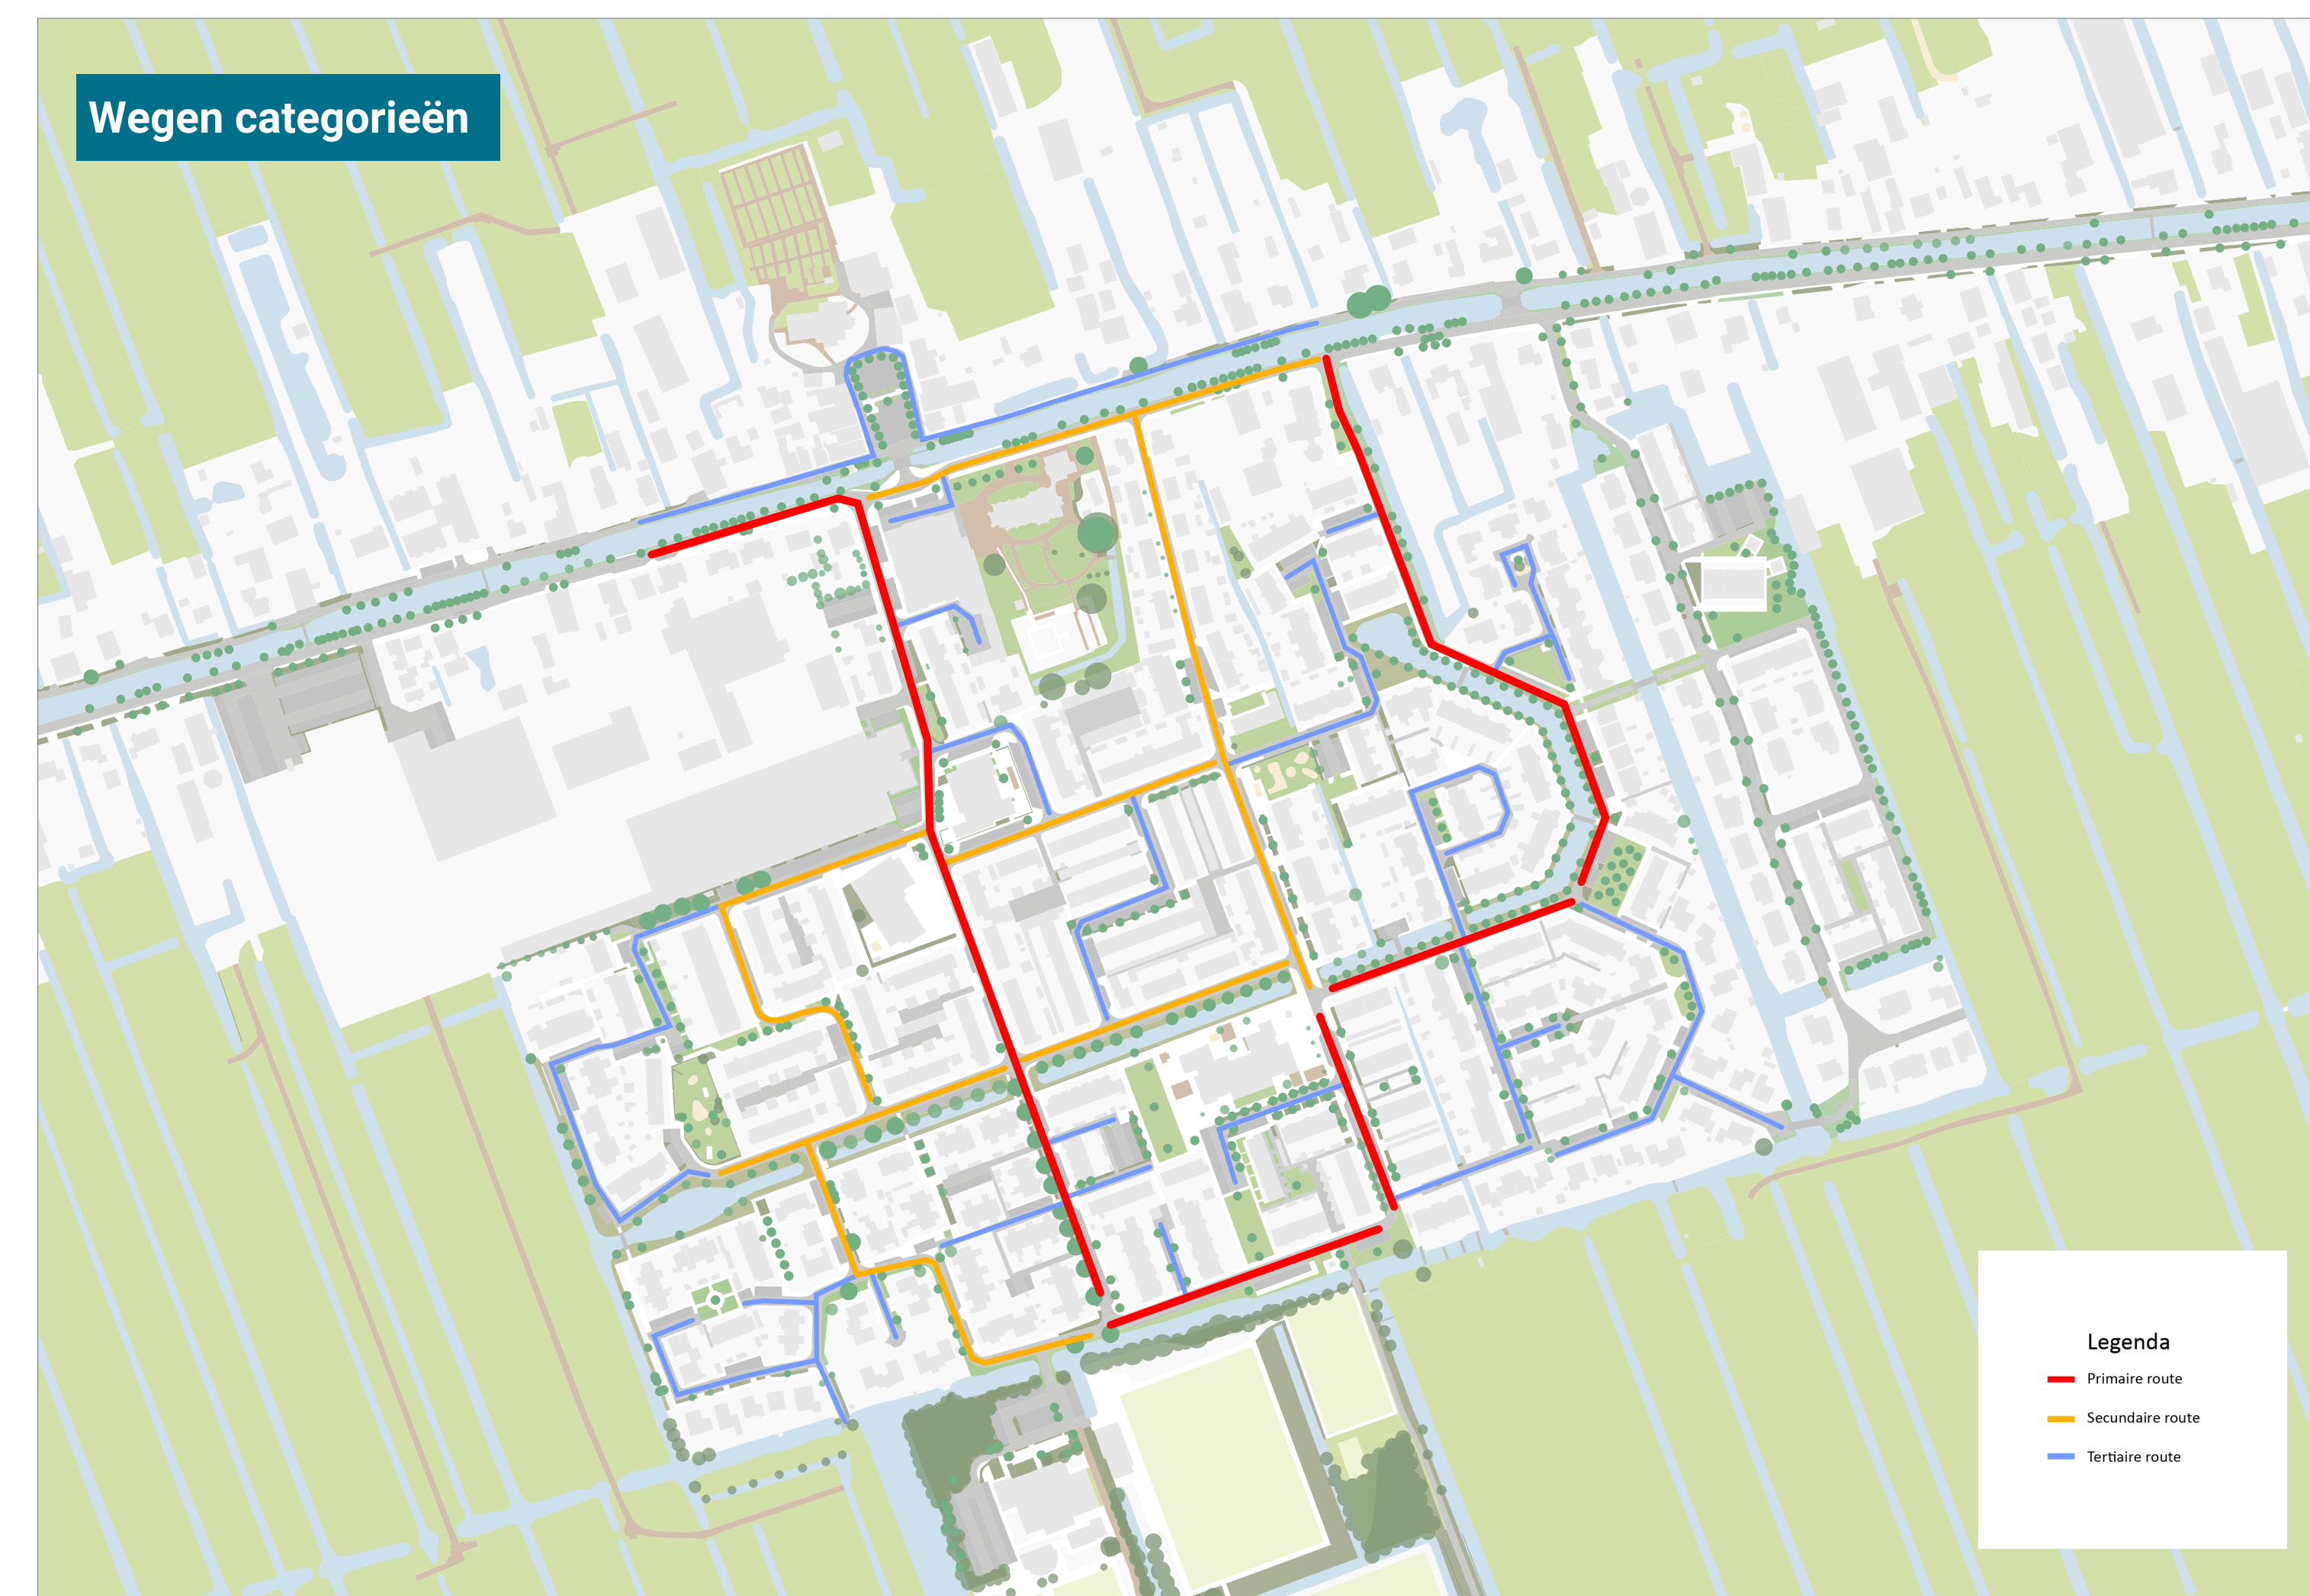 Wegen categorieën
Legenda
Primaire route
Secundaire route
Tertiaire route